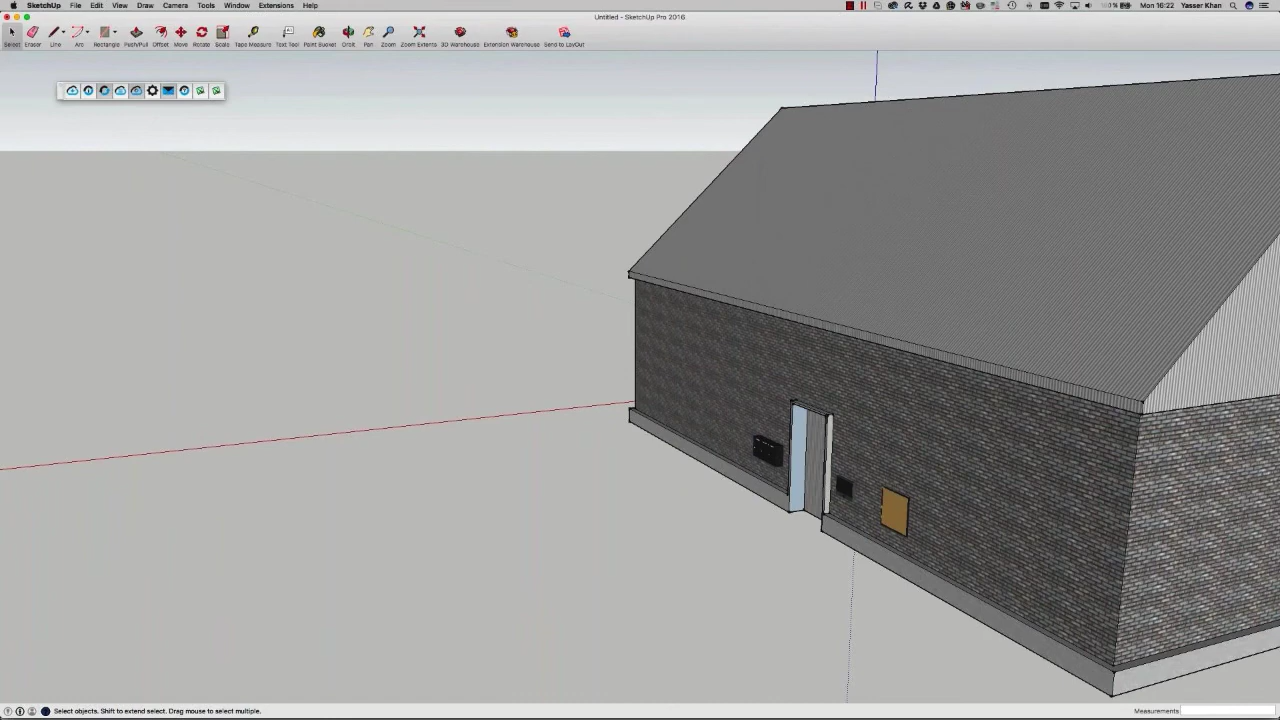 SketchUp File Edit View Draw Camera Tools Window Extensions Help
Mon 16:22 Yasser Khan
Untitled - SketchUp Pro 2016
Select Eraser Line Arc Rectangle Push/Pull Offset Move Rotate Scale Tape Measure Text Tool Paint Bucket Orbit Pan Zoom Zoom Extents 3D Warehouse Extension Warehouse Send to LayOut
Select objects. Shift to extend select. Drag mouse to select multiple.
Measurements